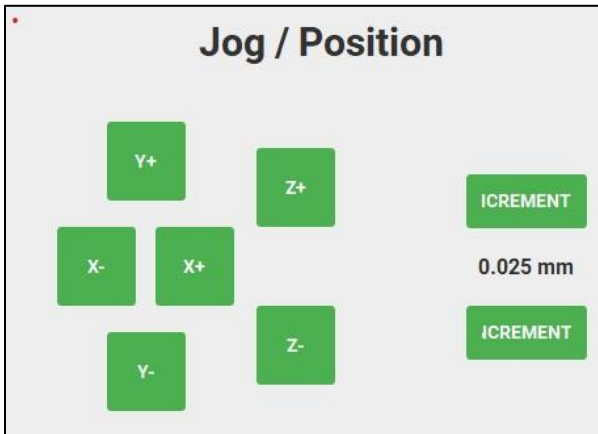 Jog / Position
Y+
Z+
ICREMENT
X-
X+
0.025 mm
Z-
ICREMENT
Y-